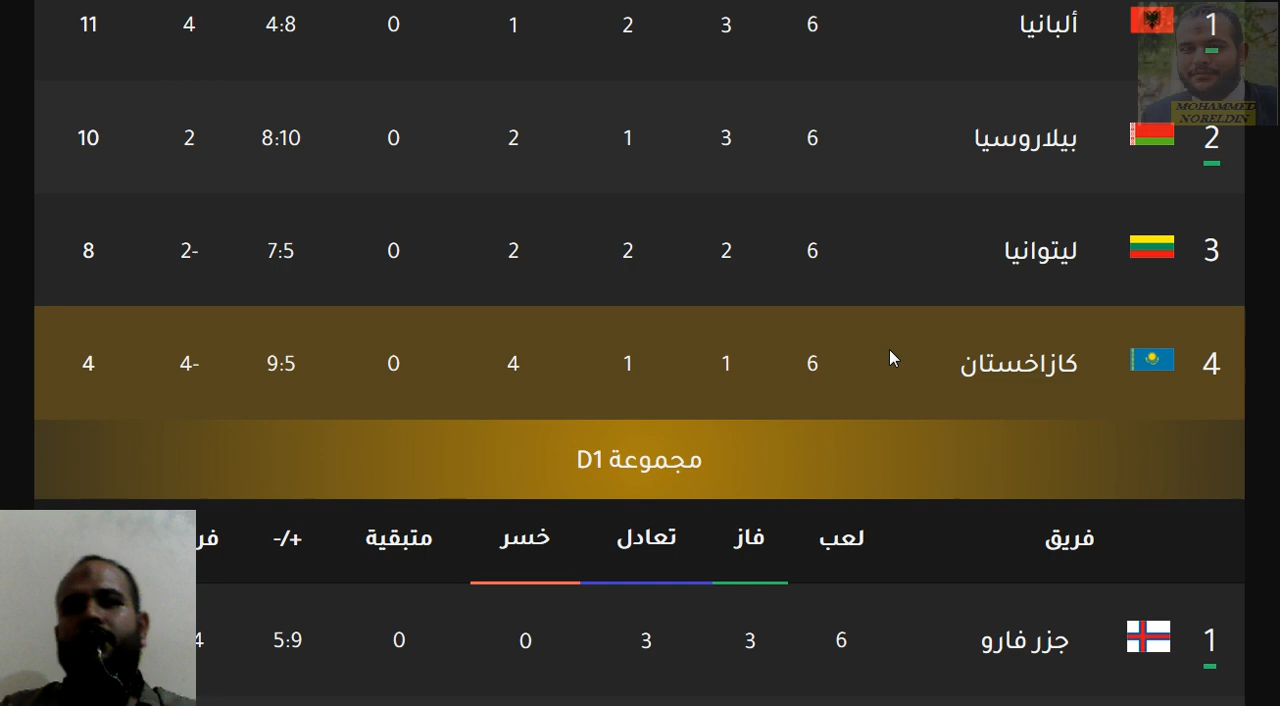 1 ألبانيا 6 3 2 1 0 4:8 4 11
MOHAMMED
NORELDIN
2 بيلاروسيا 6 3 1 2 0 8:10 2 10
3 ليتوانيا 6 2 2 2 0 7:5 2- 8
4 كازاخستان 6 1 1 4 0 9:5 4- 4
مجموعة D1
فريق لعب فاز تعادل خسر متبقية +/- فر
1 جزر فارو 6 3 3 0 0 5:9 4